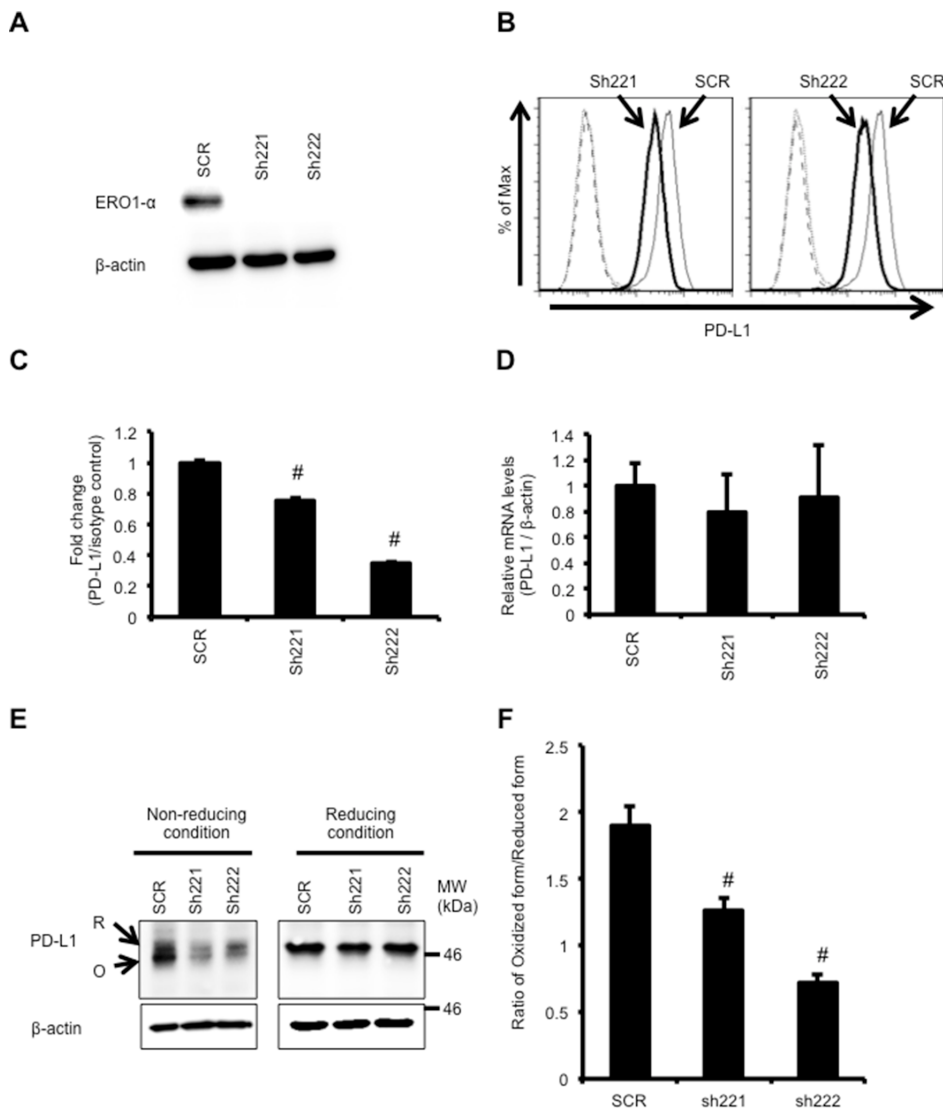 A
SCR
Sh221
Sh222
ERO1-α
β-actin
B
Sh221
SCR
Sh222
SCR
% of Max
PD-L1
C
Fold change
(PD-L1/isotype control)
1.2
1
0.8
0.6
0.4
0.2
0
#
#
SCR
Sh221
Sh222
D
Relative mRNA levels
(PD-L1 / β-actin)
1.4
1.2
1
0.8
0.6
0.4
0.2
0
SCR
Sh221
Sh222
E
Non-reducing
condition
Reducing
condition
SCR
Sh221
Sh222
SCR
Sh221
Sh222
MW
(kDa)
R
PD-L1
O
46
46
β-actin
F
Ratio of Oxidized form/Reduced form
2.5
2
1.5
1
0.5
0
#
#
SCR
sh221
sh222